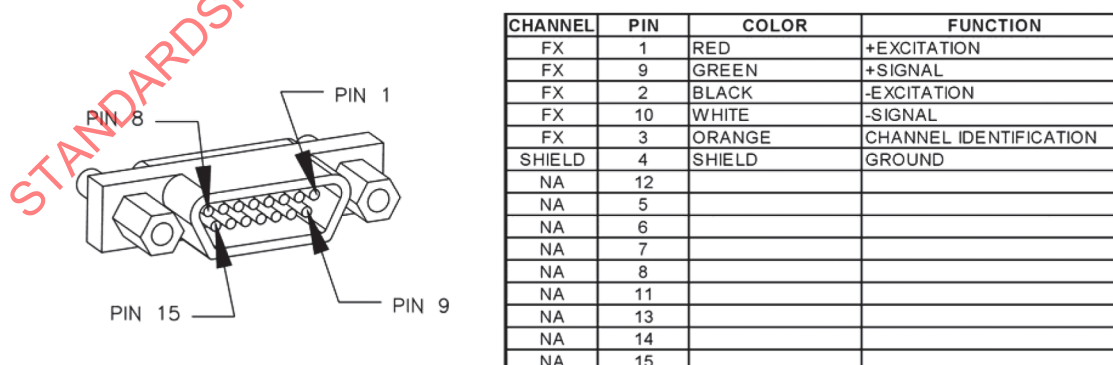 STANDARDS
PIN 1
PIN 8
PIN 15
PIN 9
CHANNEL PIN COLOR FUNCTION
FX 1 RED +EXCITATION
FX 9 GREEN +SIGNAL
FX 2 BLACK -EXCITATION
FX 10 WHITE -SIGNAL
FX 3 ORANGE CHANNEL IDENTIFICATION
SHIELD 4 SHIELD GROUND
NA 12
NA 5
NA 6
NA 7
NA 8
NA 11
NA 13
NA 14
NA 15